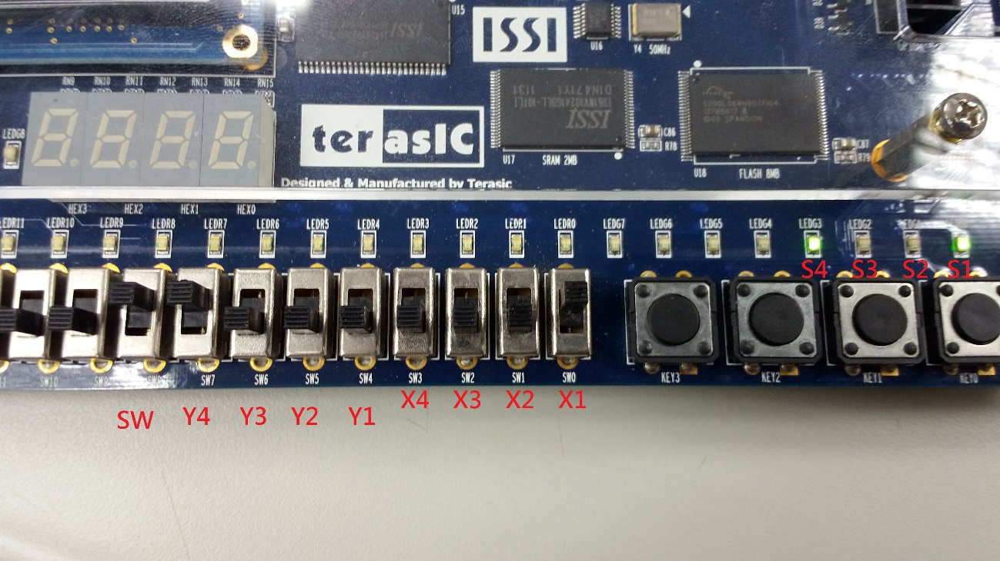 U15
ISSI
U16
Y4 50MHz
RN9 RN10 RN11 RN12 RN13 RN14 RN15
ISSI
D1N471Y1
1131
ISSI
SPANSION
C86
R78
C87
R79
LEDG8
terasIC
U17 SRAM 2MB
U18 FLASH 8MB
Designed & Manufactured by Terasic
HEX3 HEX2 HEX1 HEX0
LEDR11 LEDR10 LEDR9 LEDR8 LEDR7 LEDR6 LEDR5 LEDR4 LEDR3 LEDR2 LEDR1 LEDR0 LEDG7 LEDG6 LEDG5 LEDG4 LEDG3 LEDG2
S4 S3 S2 S1
SW10 SW9 SW8 SW7 SW6 SW5 SW4 SW3 SW2 SW1 SW0 KEY3 KEY2 KEY1 KEY0
SW Y4 Y3 Y2 Y1 X4 X3 X2 X1